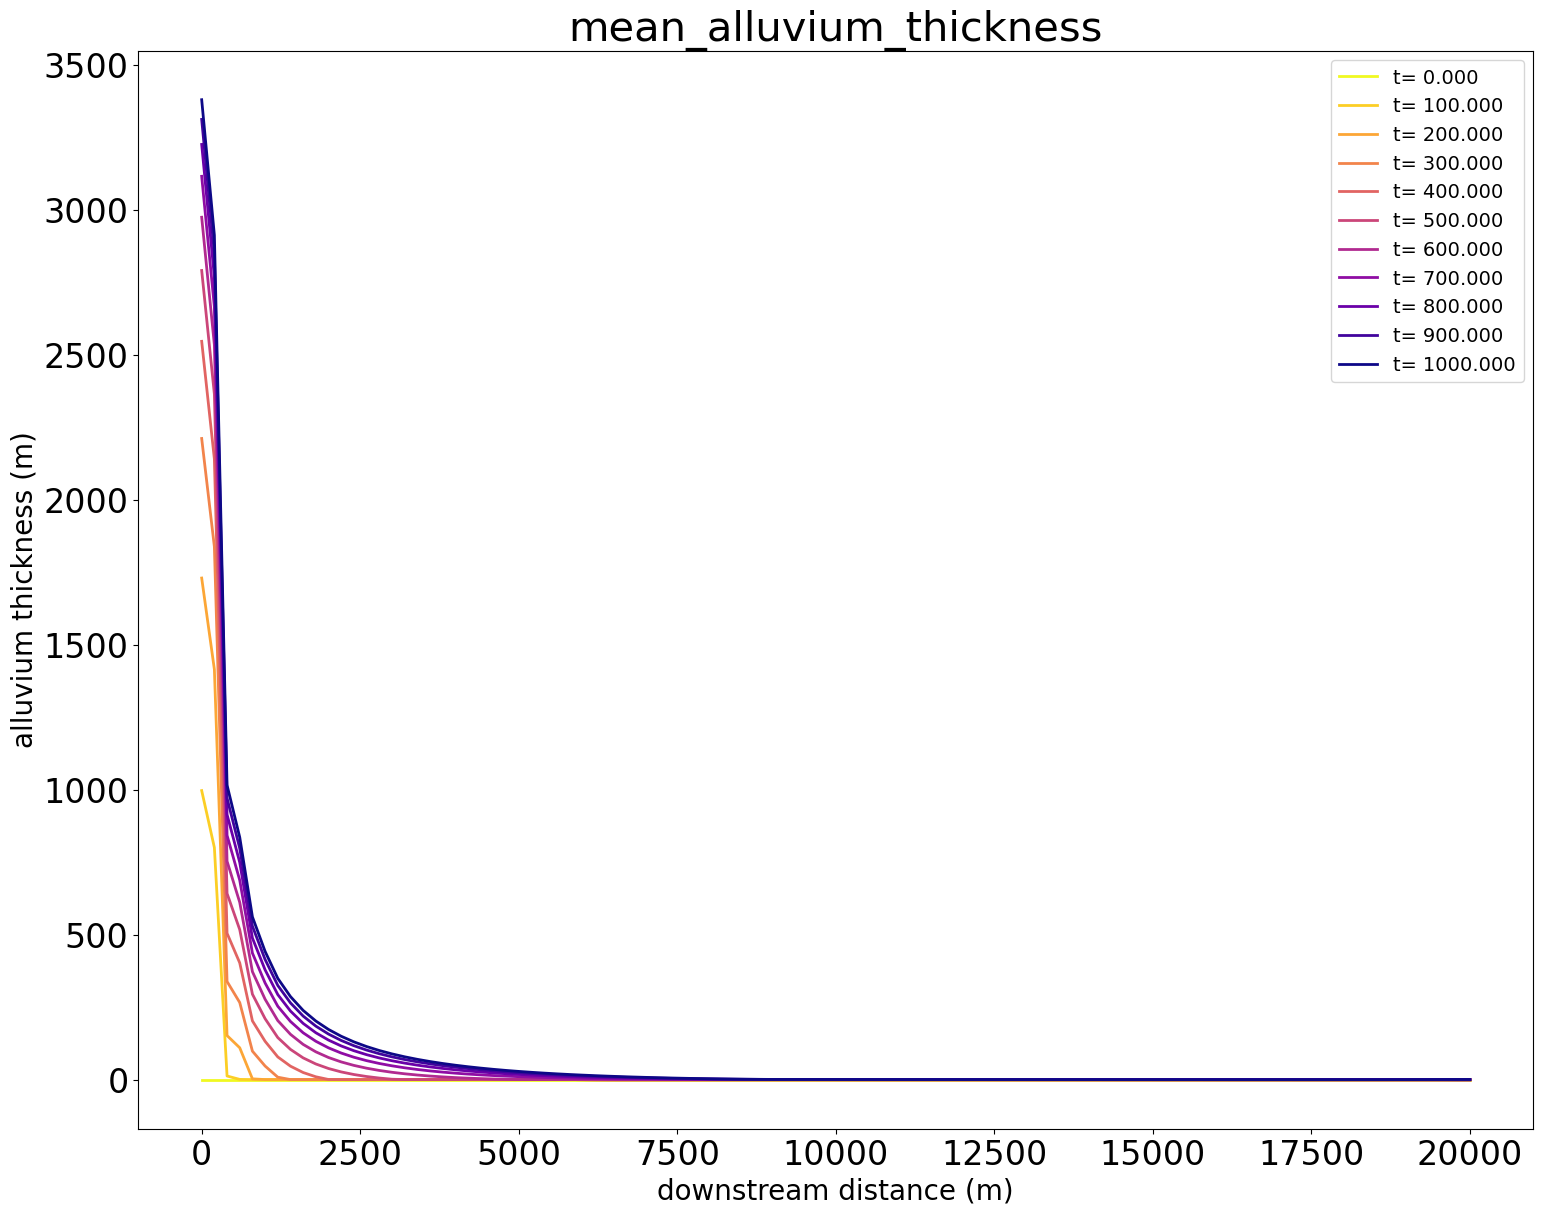 mean_alluvium_thickness
3500
3000
2500
2000
1500
1000
500
0
alluvium thickness (m)
t= 0.000
t= 100.000
t= 200.000
t= 300.000
t= 400.000
t= 500.000
t= 600.000
t= 700.000
t= 800.000
t= 900.000
t= 1000.000
0 2500 5000 7500 10000 12500 15000 17500 20000
downstream distance (m)